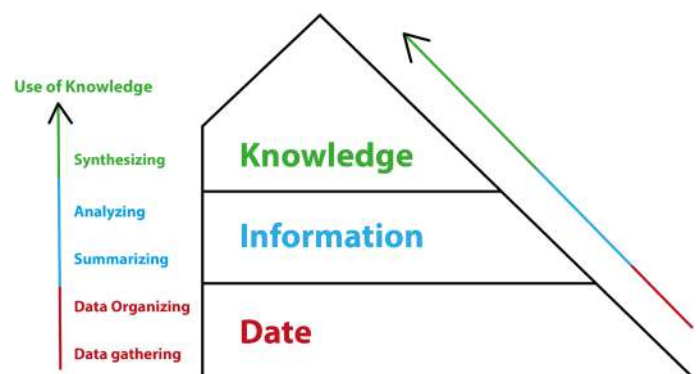 Use of Knowledge
Synthesizing
Analyzing
Summarizing
Data Organizing
Data gathering
Knowledge
Information
Date